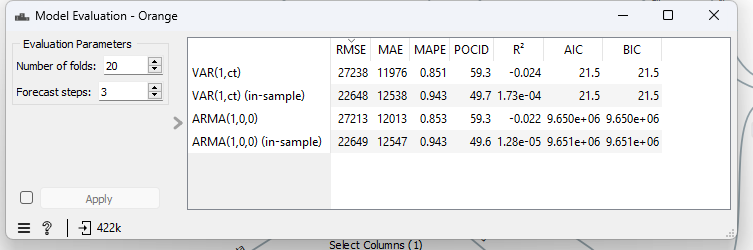 Model Evaluation - Orange
Evaluation Parameters
Number of folds: 20
Forecast steps: 3
Apply
422k
RMSE MAE MAPE POCID R² AIC BIC
VAR(1,ct) 27238 11976 0.851 59.3 -0.024 21.5 21.5
VAR(1,ct) (in-sample) 22648 12538 0.943 49.7 1.73e-04 21.5 21.5
ARMA(1,0,0) 27213 12013 0.853 59.3 -0.022 9.650e+06 9.650e+06
ARMA(1,0,0) (in-sample) 22649 12547 0.943 49.6 1.28e-05 9.651e+06 9.651e+06
Select Columns (1)